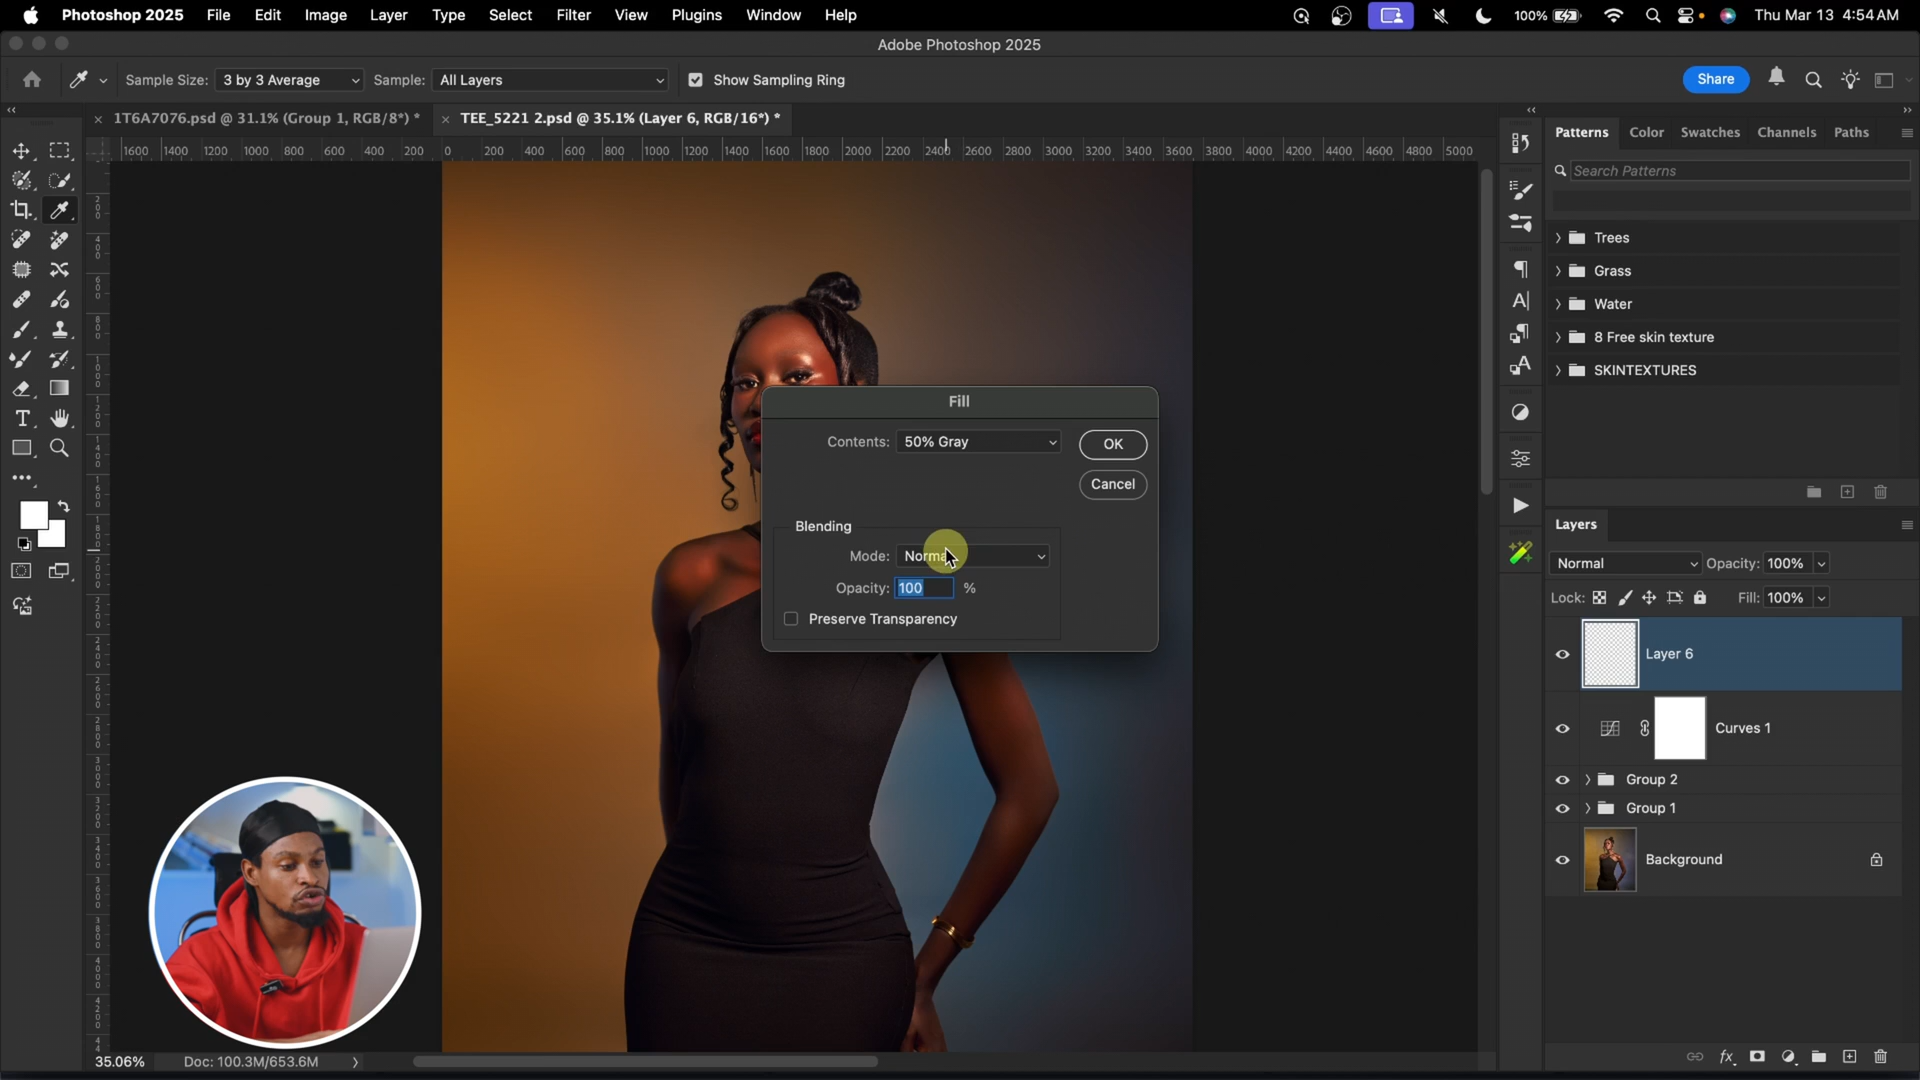 Photoshop 2025 File Edit Image Layer Type Select Filter View Plugins Window Help 100% Thu Mar 13 4:54 AM
Adobe Photoshop 2025
Sample Size: 3 by 3 Average Sample: All Layers Show Sampling Ring Share
1T6A7076.psd @ 31.1% (Group 1, RGB/8*) * TEE_5221 2.psd @ 35.1% (Layer 6, RGB/16*) *
1600 1400 1200 1000 800 600 400 200 0 200 400 600 800 1000 1200 1400 1600 1800 2000 2200 2400 2600 2800 3000 3200 3400 3600 3800 4000 4200 4400 4600 4800 5000
Patterns Color Swatches Channels Paths
Search Patterns
Trees
Grass
Water
8 Free skin texture
SKINTEXTURES
Fill
Contents: 50% Gray OK
Cancel
Blending
Mode: Norma
Opacity: 100 %
Preserve Transparency
Layers
Normal Opacity: 100%
Lock: Fill: 100%
Layer 6
Curves 1
Group 2
Group 1
Background
35.06% Doc: 100.3M/653.6M